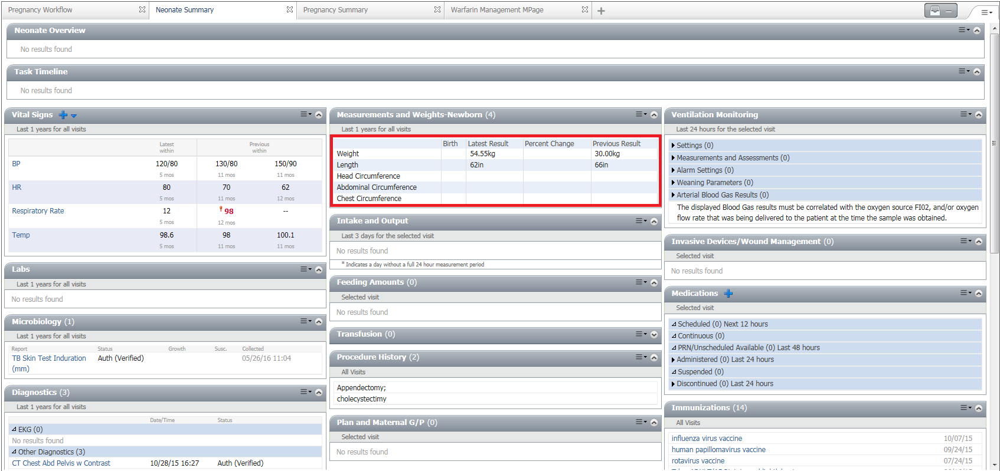 Pregnancy Workflow
Neonate Summary
Pregnancy Summary
Warfarin Management MPage
Neonate Overview
No results found
Task Timeline
No results found
Vital Signs
Last 1 years for all visits
Latest within
Previous within
BP 120/80 130/80 150/90
5 mos 11 mos 11 mos
HR 80 70 62
5 mos 11 mos 12 mos
Respiratory Rate 12 98 --
5 mos 12 mos
Temp 98.6 98 100.1
5 mos 11 mos 11 mos
Labs
Last 1 years for all visits
No results found
Microbiology (1)
Last 1 years for all visits
Report Status Growth Susc. Collected
TB Skin Test Induration Auth (Verified) 05/26/16 11:04
(mm)
Diagnostics (3)
Last 1 years for all visits
Date/Time Status
EKG (0)
No results found
Other Diagnostics (3)
CT Chest Abd Pelvis w Contrast 10/28/15 16:27 Auth (Verified)
Measurements and Weights-Newborn (4)
Last 1 years for all visits
Birth Latest Result Percent Change Previous Result
Weight 54.55kg 30.00kg
Length 62in 66in
Head Circumference
Abdominal Circumference
Chest Circumference
Intake and Output
Last 3 days for the selected visit
No results found
* Indicates a day without a full 24 hour measurement period
Feeding Amounts (0)
Selected visit
No results found
Transfusion (0)
Procedure History (2)
All Visits
Appendectomy;
cholecystectimy
Plan and Maternal G/P (0)
Selected visit
No results found
Ventilation Monitoring
Last 24 hours for the selected visit
Settings (0)
Measurements and Assessments (0)
Alarm Settings (0)
Weaning Parameters (0)
Arterial Blood Gas Results (0)
The displayed Blood Gas results must be correlated with the oxygen source FI02, and/or oxygen
flow rate that was being delivered to the patient at the time the sample was obtained.
Invasive Devices/Wound Management (0)
Selected visit
No results found
Medications
Selected visit
Scheduled (0) Next 12 hours
Continuous (0)
PRN/Unscheduled Available (0) Last 48 hours
Administered (0) Last 24 hours
Suspended (0)
Discontinued (0) Last 24 hours
Immunizations (14)
All Visits
influenza virus vaccine 10/07/15
human papillomavirus vaccine 09/24/15
rotavirus vaccine 07/24/15